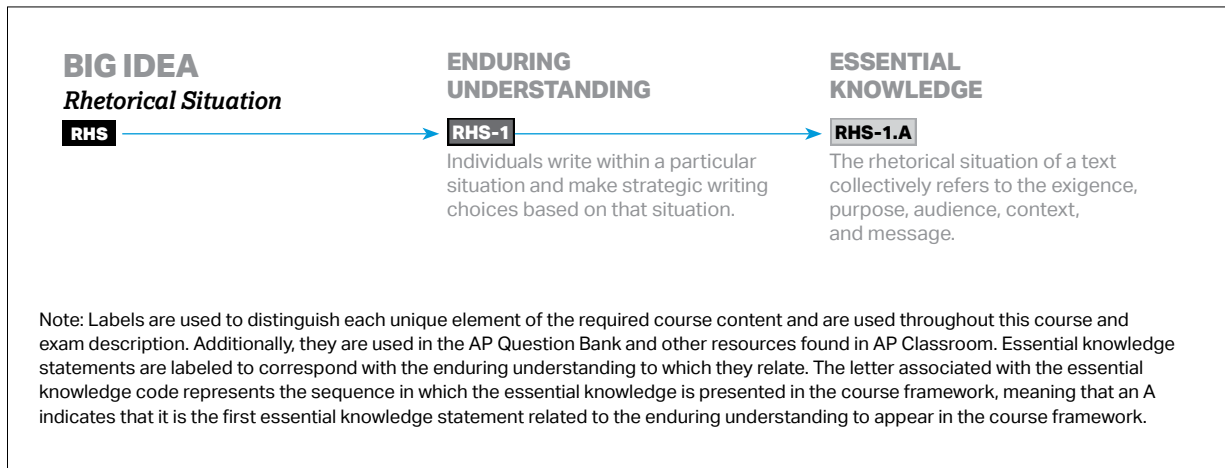 BIG IDEA
Rhetorical Situation
RHS
ENDURING
UNDERSTANDING
RHS-1
Individuals write within a particular
situation and make strategic writing
choices based on that situation.
ESSENTIAL
KNOWLEDGE
RHS-1.A
The rhetorical situation of a text
collectively refers to the exigence,
purpose, audience, context,
and message.
Note: Labels are used to distinguish each unique element of the required course content and are used throughout this course and
exam description. Additionally, they are used in the AP Question Bank and other resources found in AP Classroom. Essential knowledge
statements are labeled to correspond with the enduring understanding to which they relate. The letter associated with the essential
knowledge code represents the sequence in which the essential knowledge is presented in the course framework, meaning that an A
indicates that it is the first essential knowledge statement related to the enduring understanding to appear in the course framework.